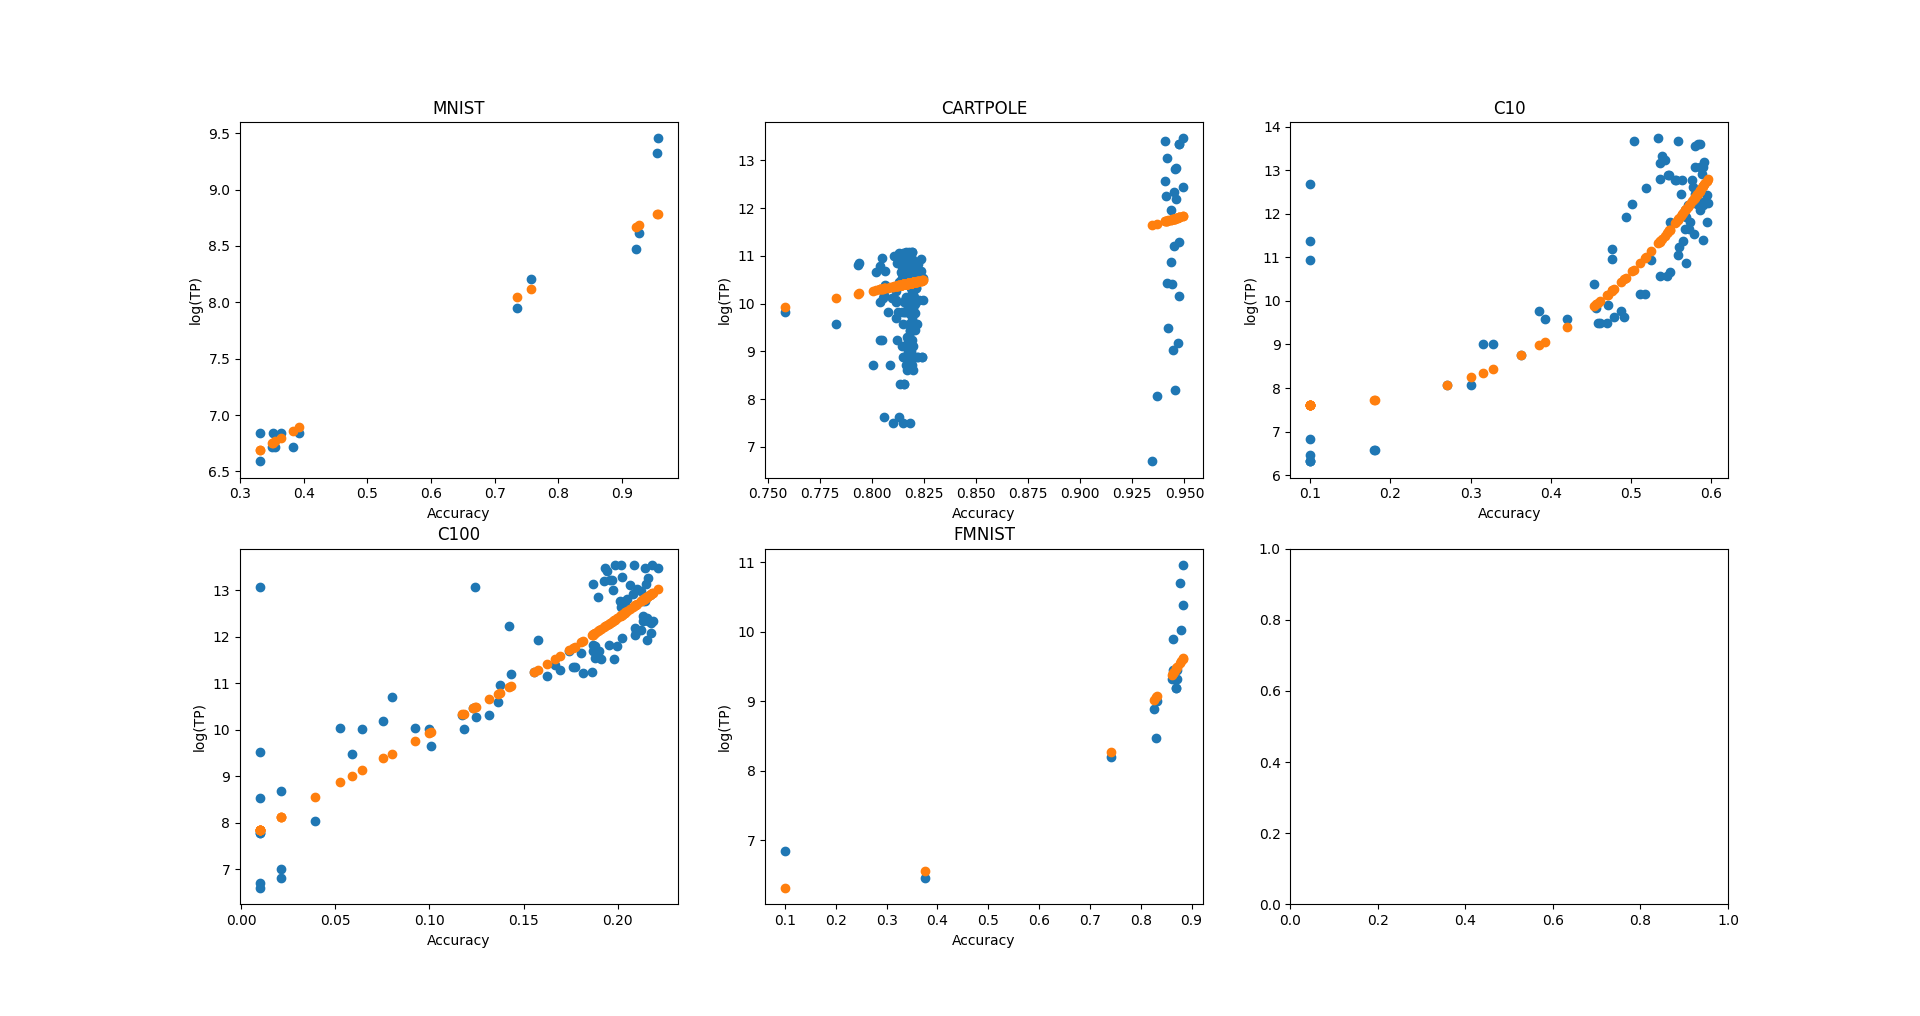 MNIST
9.5
9.0
8.5
8.0
7.5
7.0
6.5
log(TP)
0.3 0.4 0.5 0.6 0.7 0.8 0.9
Accuracy
CARTPOLE
13
12
11
10
9
8
7
log(TP)
0.750 0.775 0.800 0.825 0.850 0.875 0.900 0.925 0.950
Accuracy
C10
14
13
12
11
10
9
8
7
6
log(TP)
0.1 0.2 0.3 0.4 0.5 0.6
Accuracy
C100
13
12
11
10
9
8
7
log(TP)
0.00 0.05 0.10 0.15 0.20
Accuracy
FMNIST
11
10
9
8
7
log(TP)
0.1 0.2 0.3 0.4 0.5 0.6 0.7 0.8 0.9
Accuracy
1.0
0.8
0.6
0.4
0.2
0.0
0.0 0.2 0.4 0.6 0.8 1.0